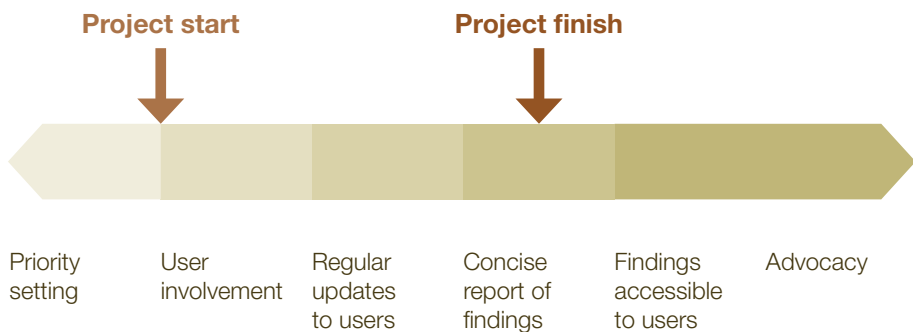 Project start
Project finish
Priority
setting
User
involvement
Regular
updates
to users
Concise
report of
findings
Findings
accessible
to users
Advocacy